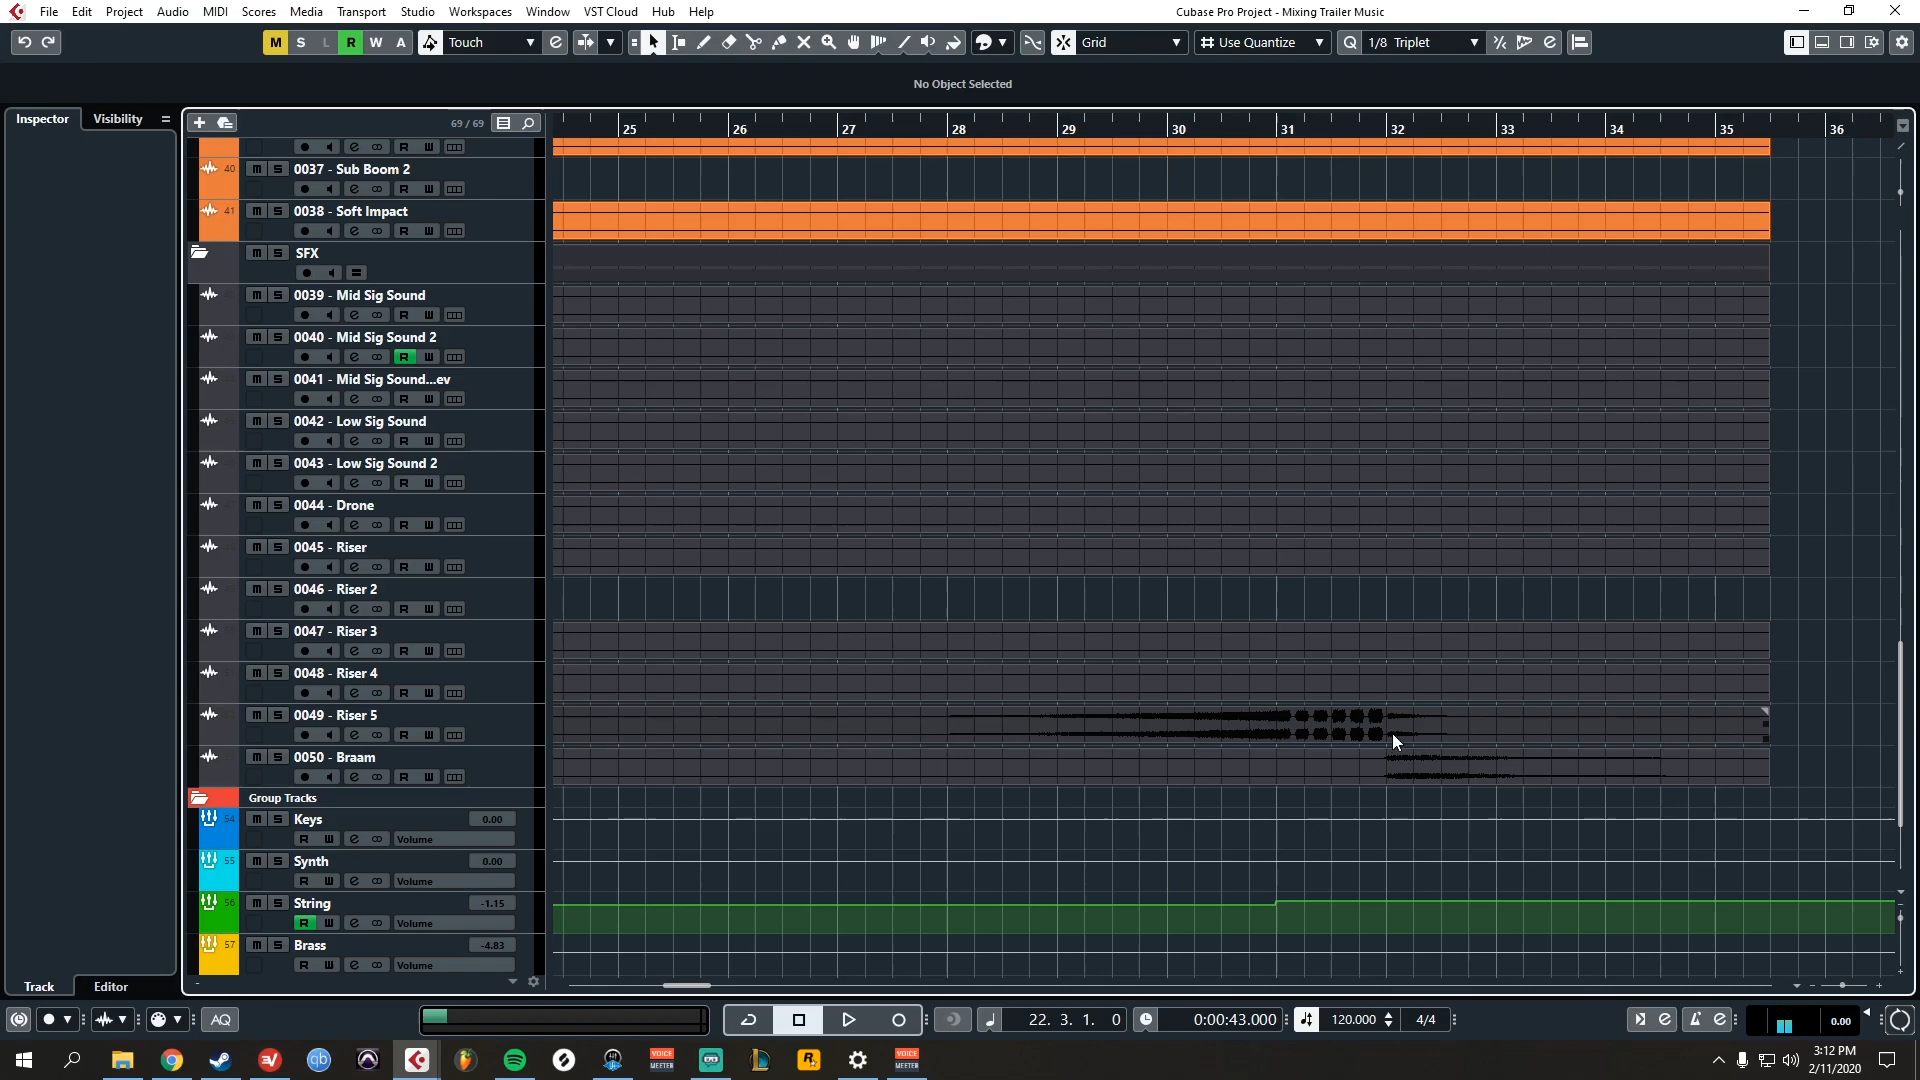 File Edit Project Audio MIDI Scores Media Transport Studio Workspaces Window VST Cloud Hub Help Cubase Pro Project - Mixing Trailer Music
M S L R W A Touch Grid Use Quantize Q 1/8 Triplet
No Object Selected
Inspector Visibility 69 / 69 25 26 27 28 29 30 31 32 33 34 35 36
R W
40 m S 0037 - Sub Boom 2
R W
41 m S 0038 - Soft Impact
R W
m S SFX
m S 0039 - Mid Sig Sound
R W
m S 0040 - Mid Sig Sound 2
R W
m S 0041 - Mid Sig Sound...ev
R W
m S 0042 - Low Sig Sound
R W
m S 0043 - Low Sig Sound 2
R W
m S 0044 - Drone
R W
m S 0045 - Riser
R W
m S 0046 - Riser 2
R W
m S 0047 - Riser 3
R W
m S 0048 - Riser 4
R W
m S 0049 - Riser 5
R W
m S 0050 - Braam
R W
Group Tracks
54 m S Keys 0.00
R W Volume
55 m S Synth 0.00
R W Volume
56 m S String -1.15
R W Volume
57 m S Brass -4.83
R W Volume
Track Editor
AQ 22. 3. 1. 0 0:00:43.000 120.000 4/4 0.00
qb VOICE MEETER R VOICE MEETER 3:12 PM
2/11/2020